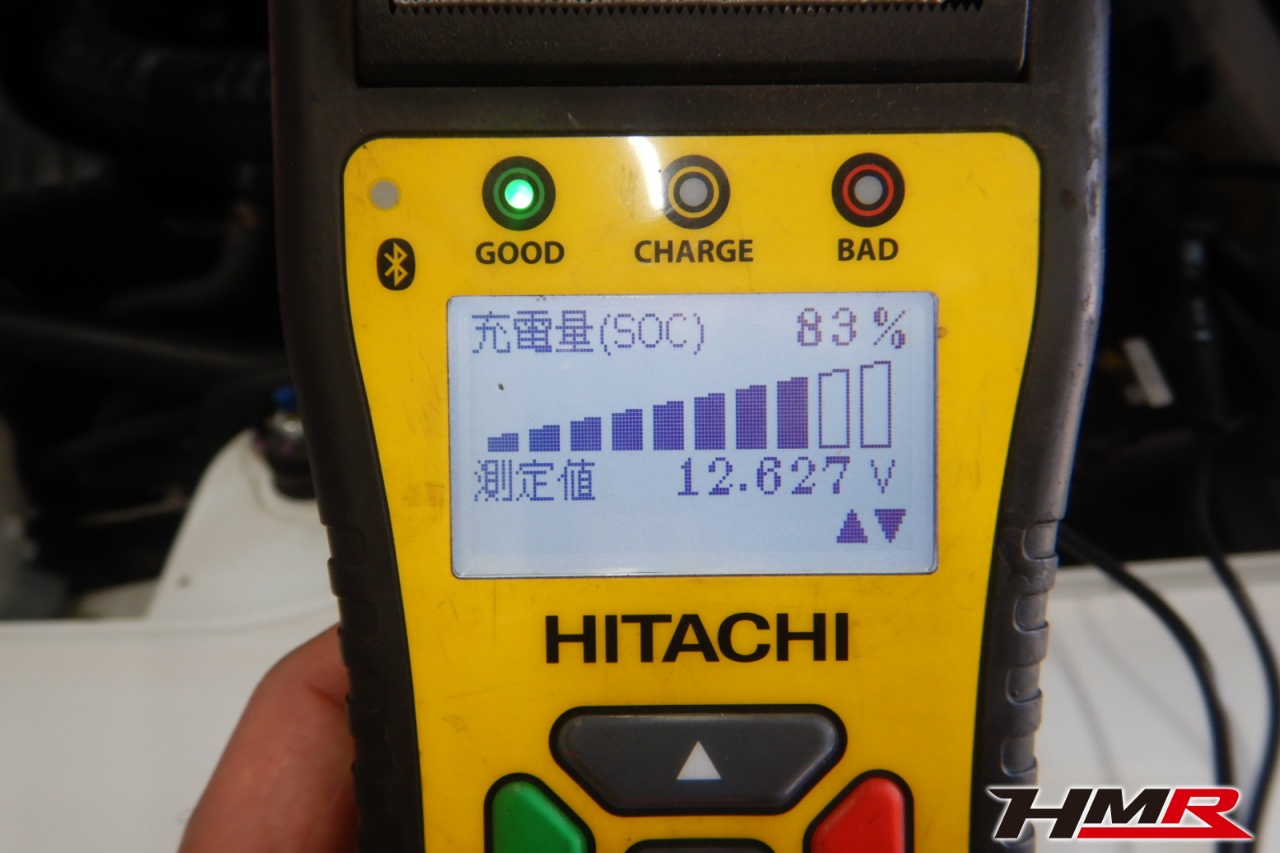 GOOD CHARGE BAD
充電量(SOC) 83%
測定値 12.627 V
HITACHI
HMR